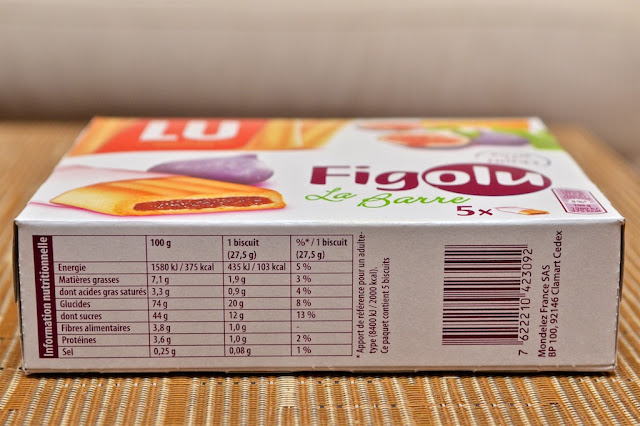 LU
Figolu
La Barre
5x
Information nutritionnelle
100 g 1 biscuit (27,5 g) %* / 1 biscuit (27,5 g)
Energie 1580 kJ / 375 kcal 435 kJ / 103 kcal 5 %
Matières grasses 7,1 g 1,9 g 3 %
dont acides gras saturés 3,3 g 0,9 g 4 %
Glucides 74 g 20 g 8 %
dont sucres 44 g 12 g 13 %
Fibres alimentaires 3,8 g 1,0 g -
Protéines 3,6 g 1,0 g 2 %
Sel 0,25 g 0,08 g 1 %
* Apport de référence pour un adulte-
type (8400 kJ / 2000 kcal).
Ce paquet contient 5 biscuits
7 622210 423092
Mondelez France SAS
BP 100, 92146 Clamart Cedex